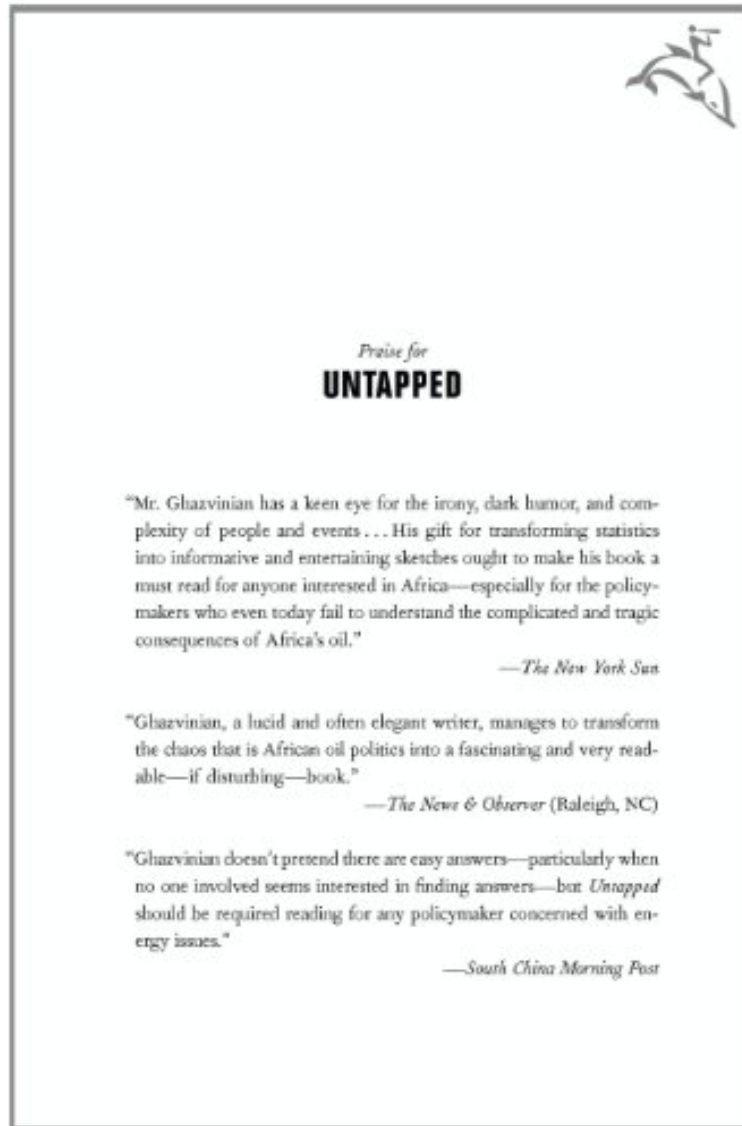 Praise for
UNTAPPED
“Mr. Ghazvinian has a keen eye for the irony, dark humor, and com-
plexity of people and events . . . His gift for transforming statistics
into informative and entertaining sketches ought to make his book a
must read for anyone interested in Africa—especially for the policy-
makers who even today fail to understand the complicated and tragic
consequences of Africa’s oil.”
—The New York Sun
“Ghazvinian, a lucid and often elegant writer, manages to transform
the chaos that is African oil politics into a fascinating and very read-
able—if disturbing—book.”
—The News & Observer (Raleigh, NC)
“Ghazvinian doesn’t pretend there are easy answers—particularly when
no one involved seems interested in finding answers—but Untapped
should be required reading for any policymaker concerned with en-
ergy issues.”
—South China Morning Post